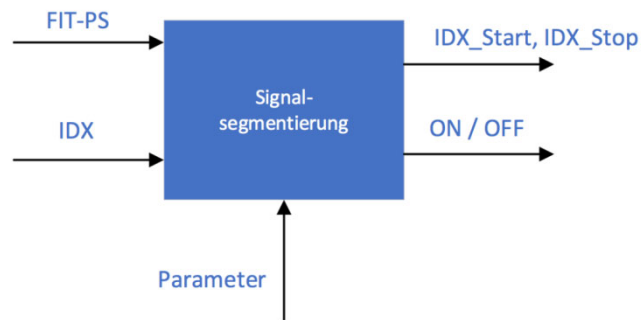 FIT-PS
IDX_Start, IDX_Stop
Signal-
segmentierung
IDX
ON / OFF
Parameter